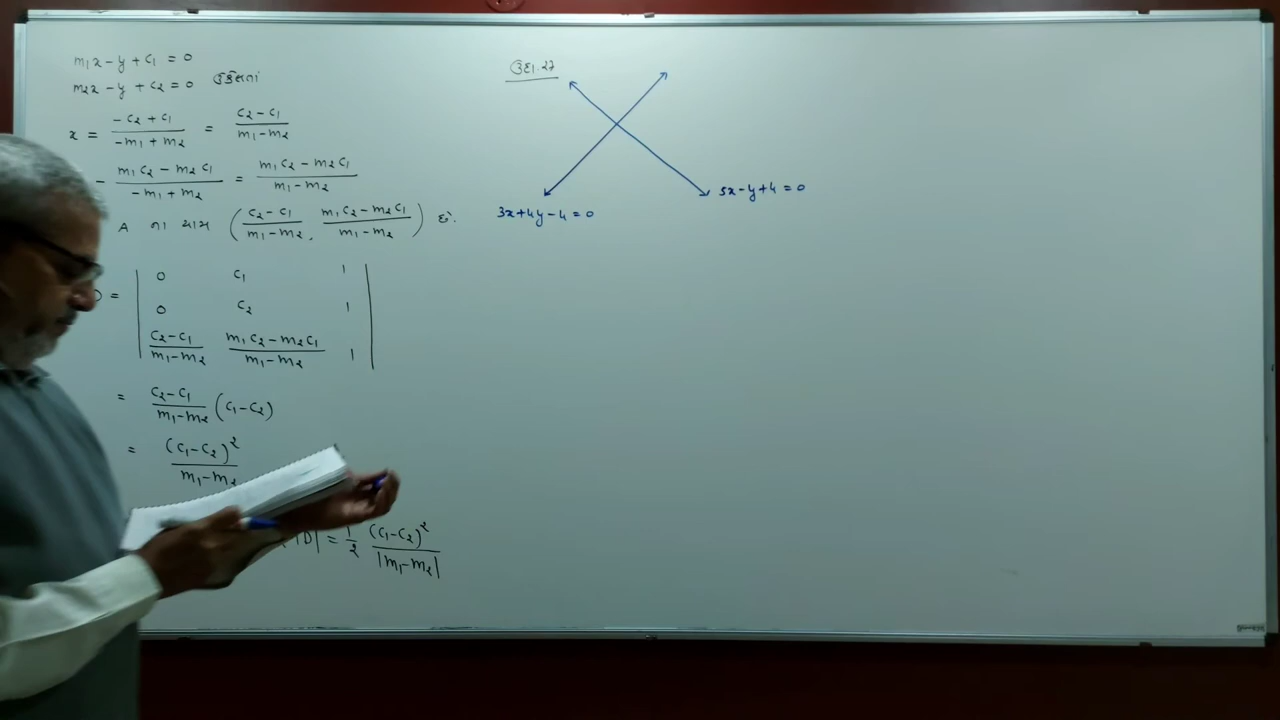 m₁x − y + c₁ = 0
m₂x − y + c₂ = 0 ઉકેલતાં
x = (−c₂ + c₁)/(−m₁ + m₂) = (c₂ − c₁)/(m₁ − m₂)
− (m₁c₂ − m₂c₁)/(−m₁ + m₂) = (m₁c₂ − m₂c₁)/(m₁ − m₂)
A ના યામ ((c₂ − c₁)/(m₁ − m₂), (m₁c₂ − m₂c₁)/(m₁ − m₂)) છે.
D = | 0 c₁ 1
0 c₂ 1
(c₂ − c₁)/(m₁ − m₂) (m₁c₂ − m₂c₁)/(m₁ − m₂) 1 |
= (c₂ − c₁)/(m₁ − m₂) (c₁ − c₂)
= (c₁ − c₂)²/(m₁ − m₂)
|D| = 1/2 (c₁ − c₂)²/|m₁ − m₂|
ઉદા.27
5x − y + 4 = 0
3x + 4y − 4 = 0